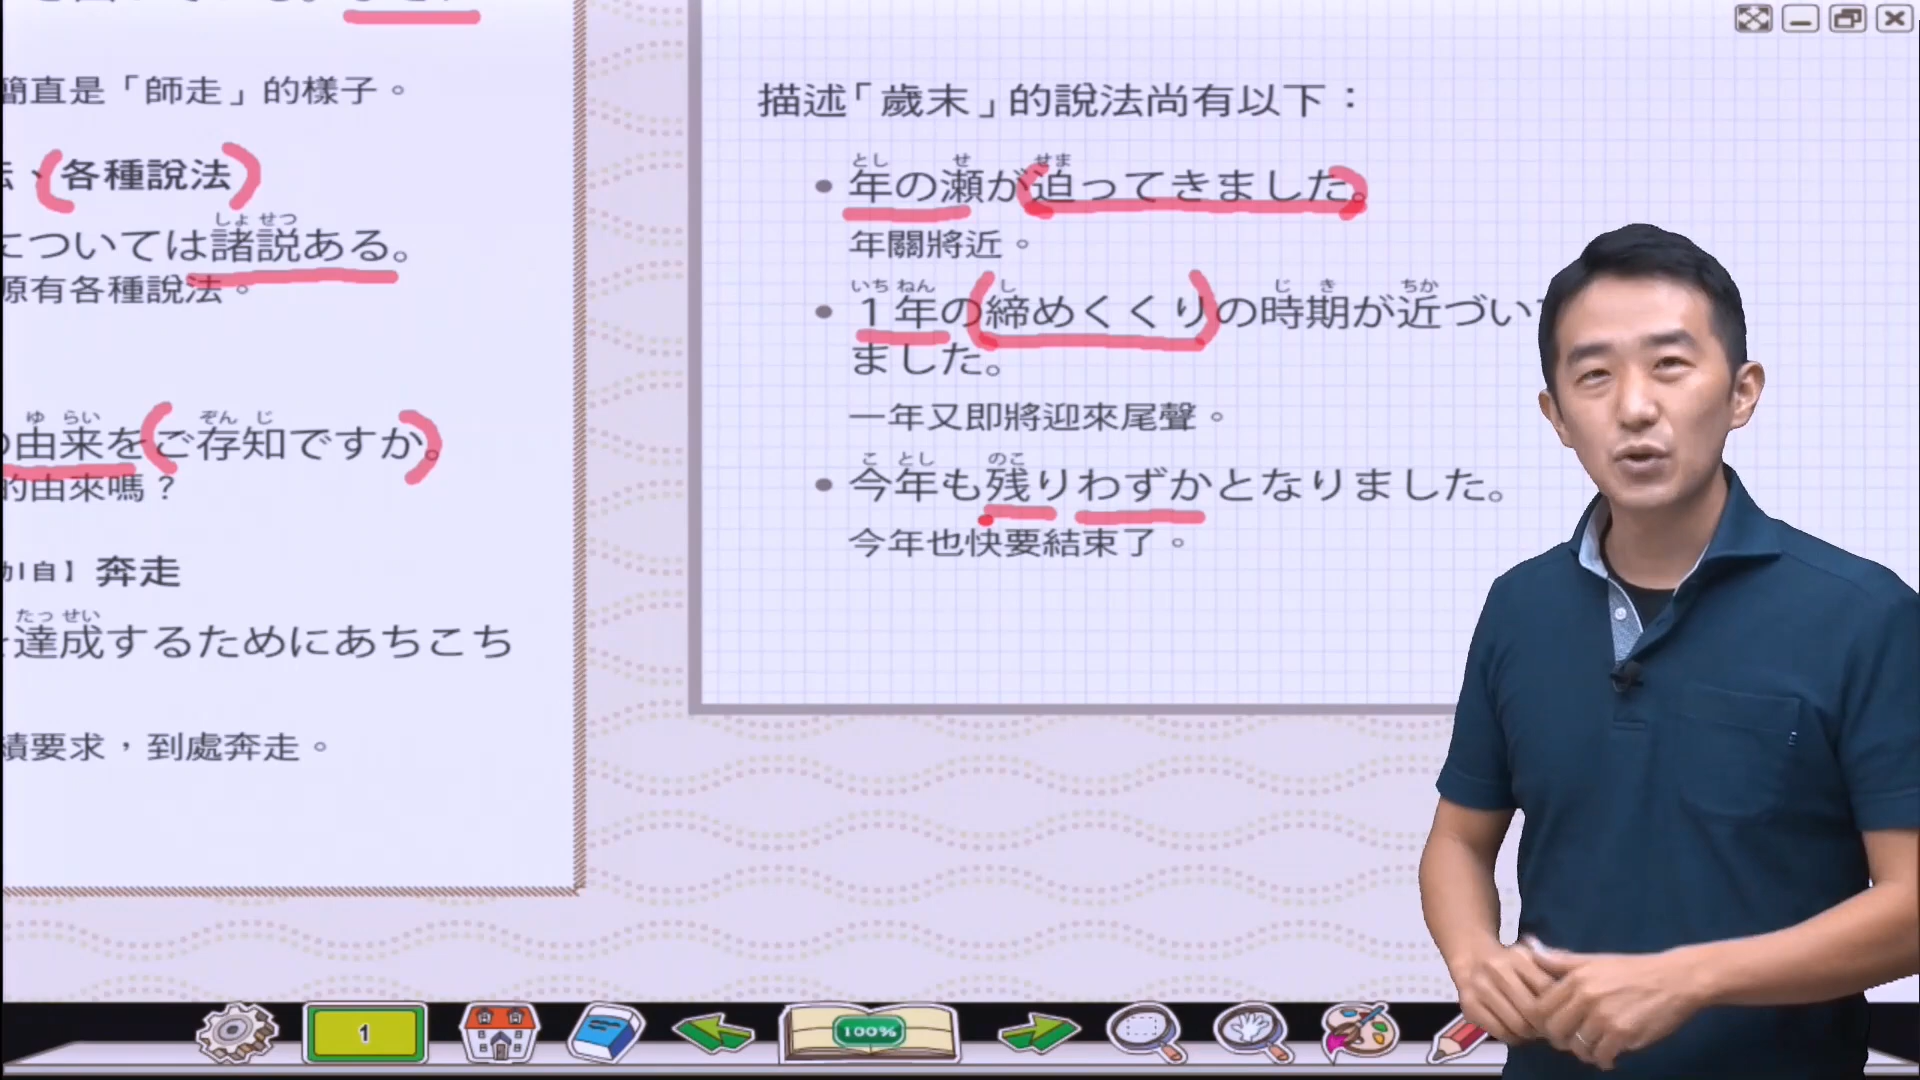 簡直是「師走」的樣子。
、各種說法
しょ せつ
については諸説ある。
原有各種說法。
ゆ らい ぞん じ
の由来をご存知ですか。
的由來嗎？
自】奔走
たっ せい
達成するためにあちこち
績要求，到處奔走。
描述「歲末」的說法尚有以下：
とし せ せま
• 年の瀬が迫ってきました。
年關將近。
いち ねん し じ き ちか
• 1年の締めくくりの時期が近づい
ました。
一年又即將迎來尾聲。
こ とし のこ
• 今年も残りわずかとなりました。
今年也快要結束了。
1
100%